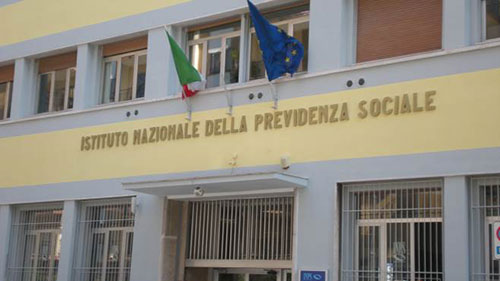 ISTITUTO NAZIONALE DELLA PREVIDENZA SOCIALE